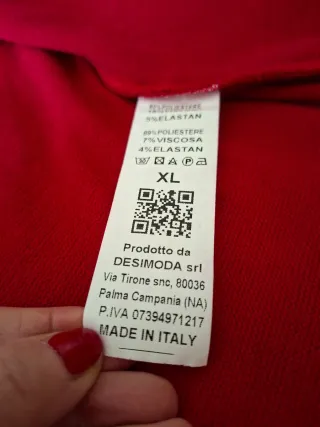 5%ELASTAN
89%POLIESTERE
7%VISCOSA
4%ELASTAN
XL
Prodotto da
DESIMODA srl
Via Tirone snc, 80036
Palma Campania (NA)
P.IVA 07394971217
MADE IN ITALY